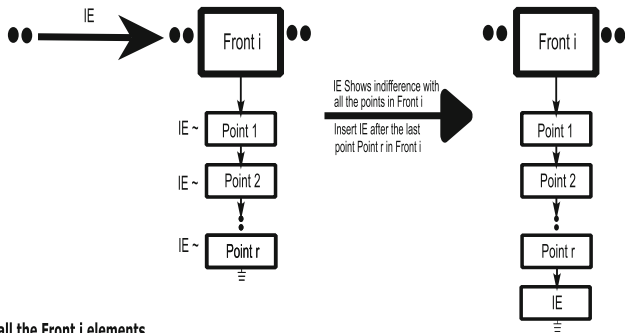 IE
Front i
IE ~ Point 1
IE ~ Point 2
IE ~ Point r
IE Shows indifference with
all the points in Front i
Insert IE after the last
point Point r in Front i
Front i
Point 1
Point 2
Point r
IE
all the Front i elements